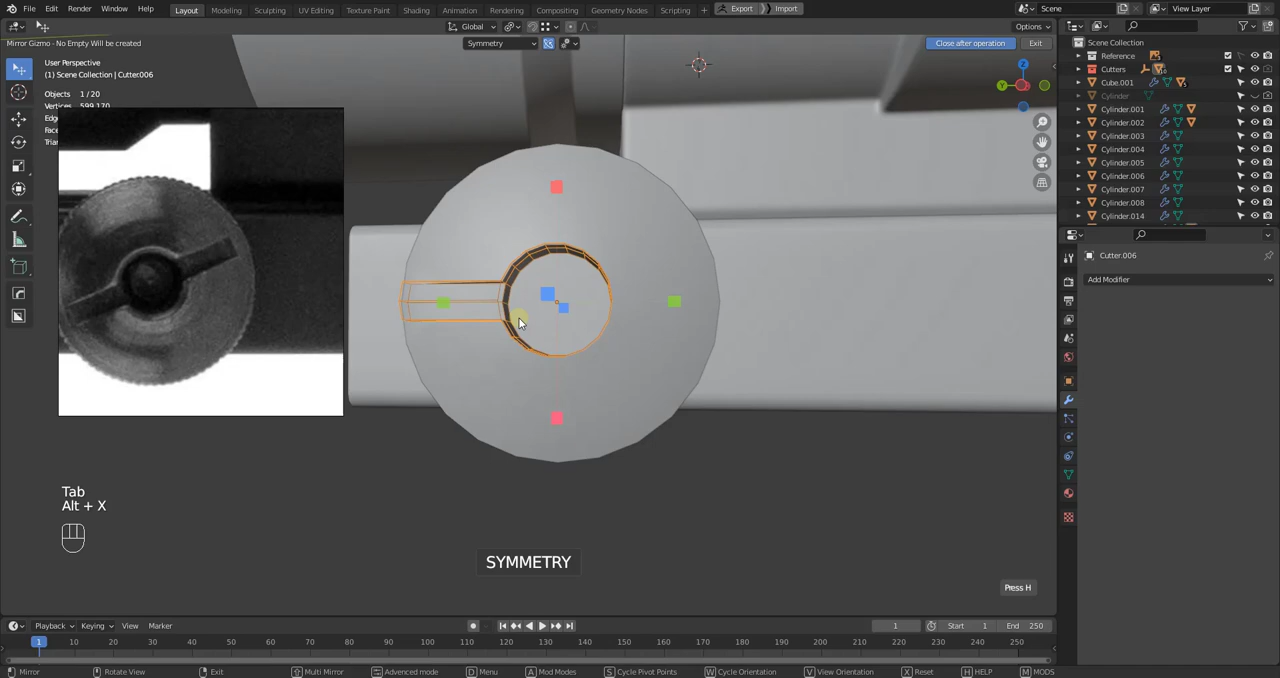 File Edit Render Window Help Layout Modeling Sculpting UV Editing Texture Paint Shading Animation Rendering Compositing Geometry Nodes Scripting + Export Import Scene View Layer
Global Options
Mirror Gizmo - No Empty Will be created Symmetry Close after operation Exit
User Perspective
(1) Scene Collection | Cutter.006
Objects 1 / 20
Vertices 599,170
Z
Y
Scene Collection
Reference
Cutters
Cube.001
Cylinder
Cylinder.001
Cylinder.002
Cylinder.003
Cylinder.004
Cylinder.005
Cylinder.006
Cylinder.007
Cylinder.008
Cylinder.014
Cutter.006
Add Modifier
Tab
Alt + X
SYMMETRY
Press H
Playback Keying View Marker 1 Start 1 End 250
1 10 20 30 40 50 60 70 80 90 100 110 120 130 140 150 160 170 180 190 200 210 220 230 240 250
Mirror Rotate View Exit Multi Mirror Advanced mode D Menu A Mod Modes S Cycle Pivot Points W Cycle Orientation V View Orientation X Reset H HELP M MODS